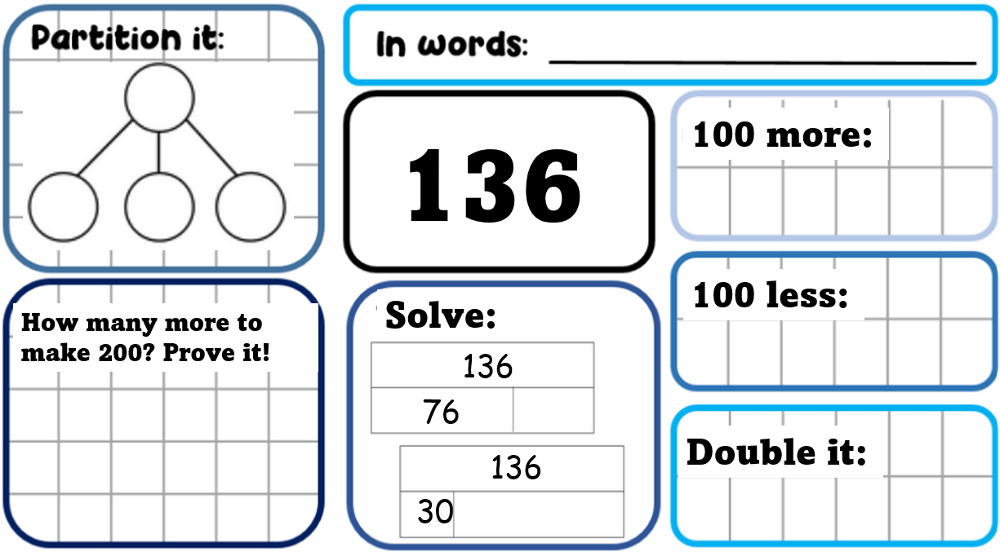 Partition it:
In words:
136
100 more:
100 less:
How many more to
make 200? Prove it!
Solve:
136
76
136
30
Double it: